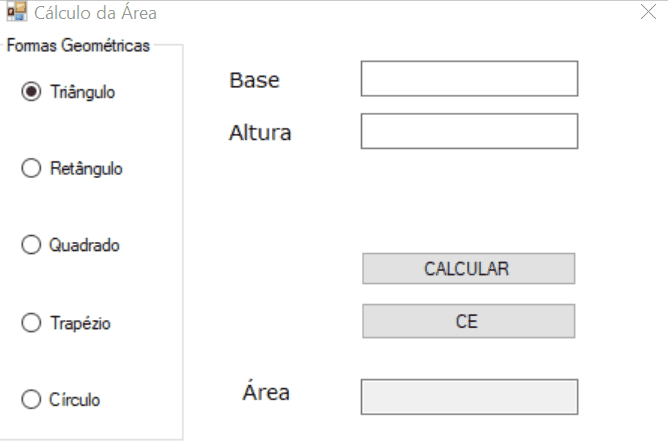 Cálculo da Área
Formas Geométricas
Triângulo
Retângulo
Quadrado
Trapézio
Círculo
Base
Altura
CALCULAR
CE
Área